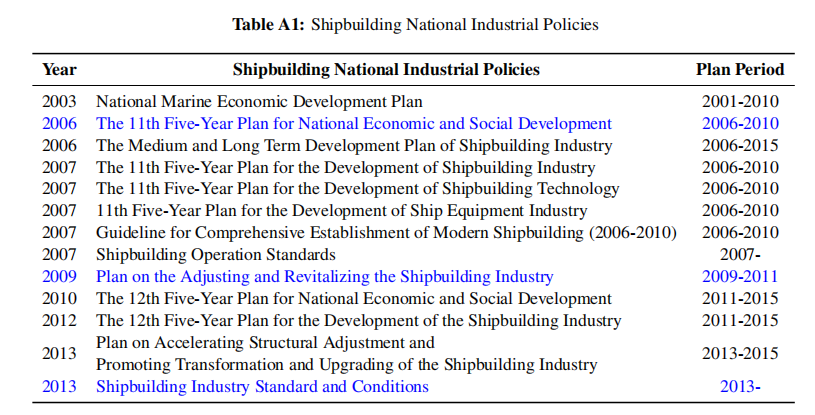 Table A1: Shipbuilding National Industrial Policies
Year Shipbuilding National Industrial Policies Plan Period
2003 National Marine Economic Development Plan 2001-2010
2006 The 11th Five-Year Plan for National Economic and Social Development 2006-2010
2006 The Medium and Long Term Development Plan of Shipbuilding Industry 2006-2015
2007 The 11th Five-Year Plan for the Development of Shipbuilding Industry 2006-2010
2007 The 11th Five-Year Plan for the Development of Shipbuilding Technology 2006-2010
2007 11th Five-Year Plan for the Development of Ship Equipment Industry 2006-2010
2007 Guideline for Comprehensive Establishment of Modern Shipbuilding (2006-2010) 2006-2010
2007 Shipbuilding Operation Standards 2007-
2009 Plan on the Adjusting and Revitalizing the Shipbuilding Industry 2009-2011
2010 The 12th Five-Year Plan for National Economic and Social Development 2011-2015
2012 The 12th Five-Year Plan for the Development of the Shipbuilding Industry 2011-2015
2013 Plan on Accelerating Structural Adjustment and
Promoting Transformation and Upgrading of the Shipbuilding Industry 2013-2015
2013 Shipbuilding Industry Standard and Conditions 2013-